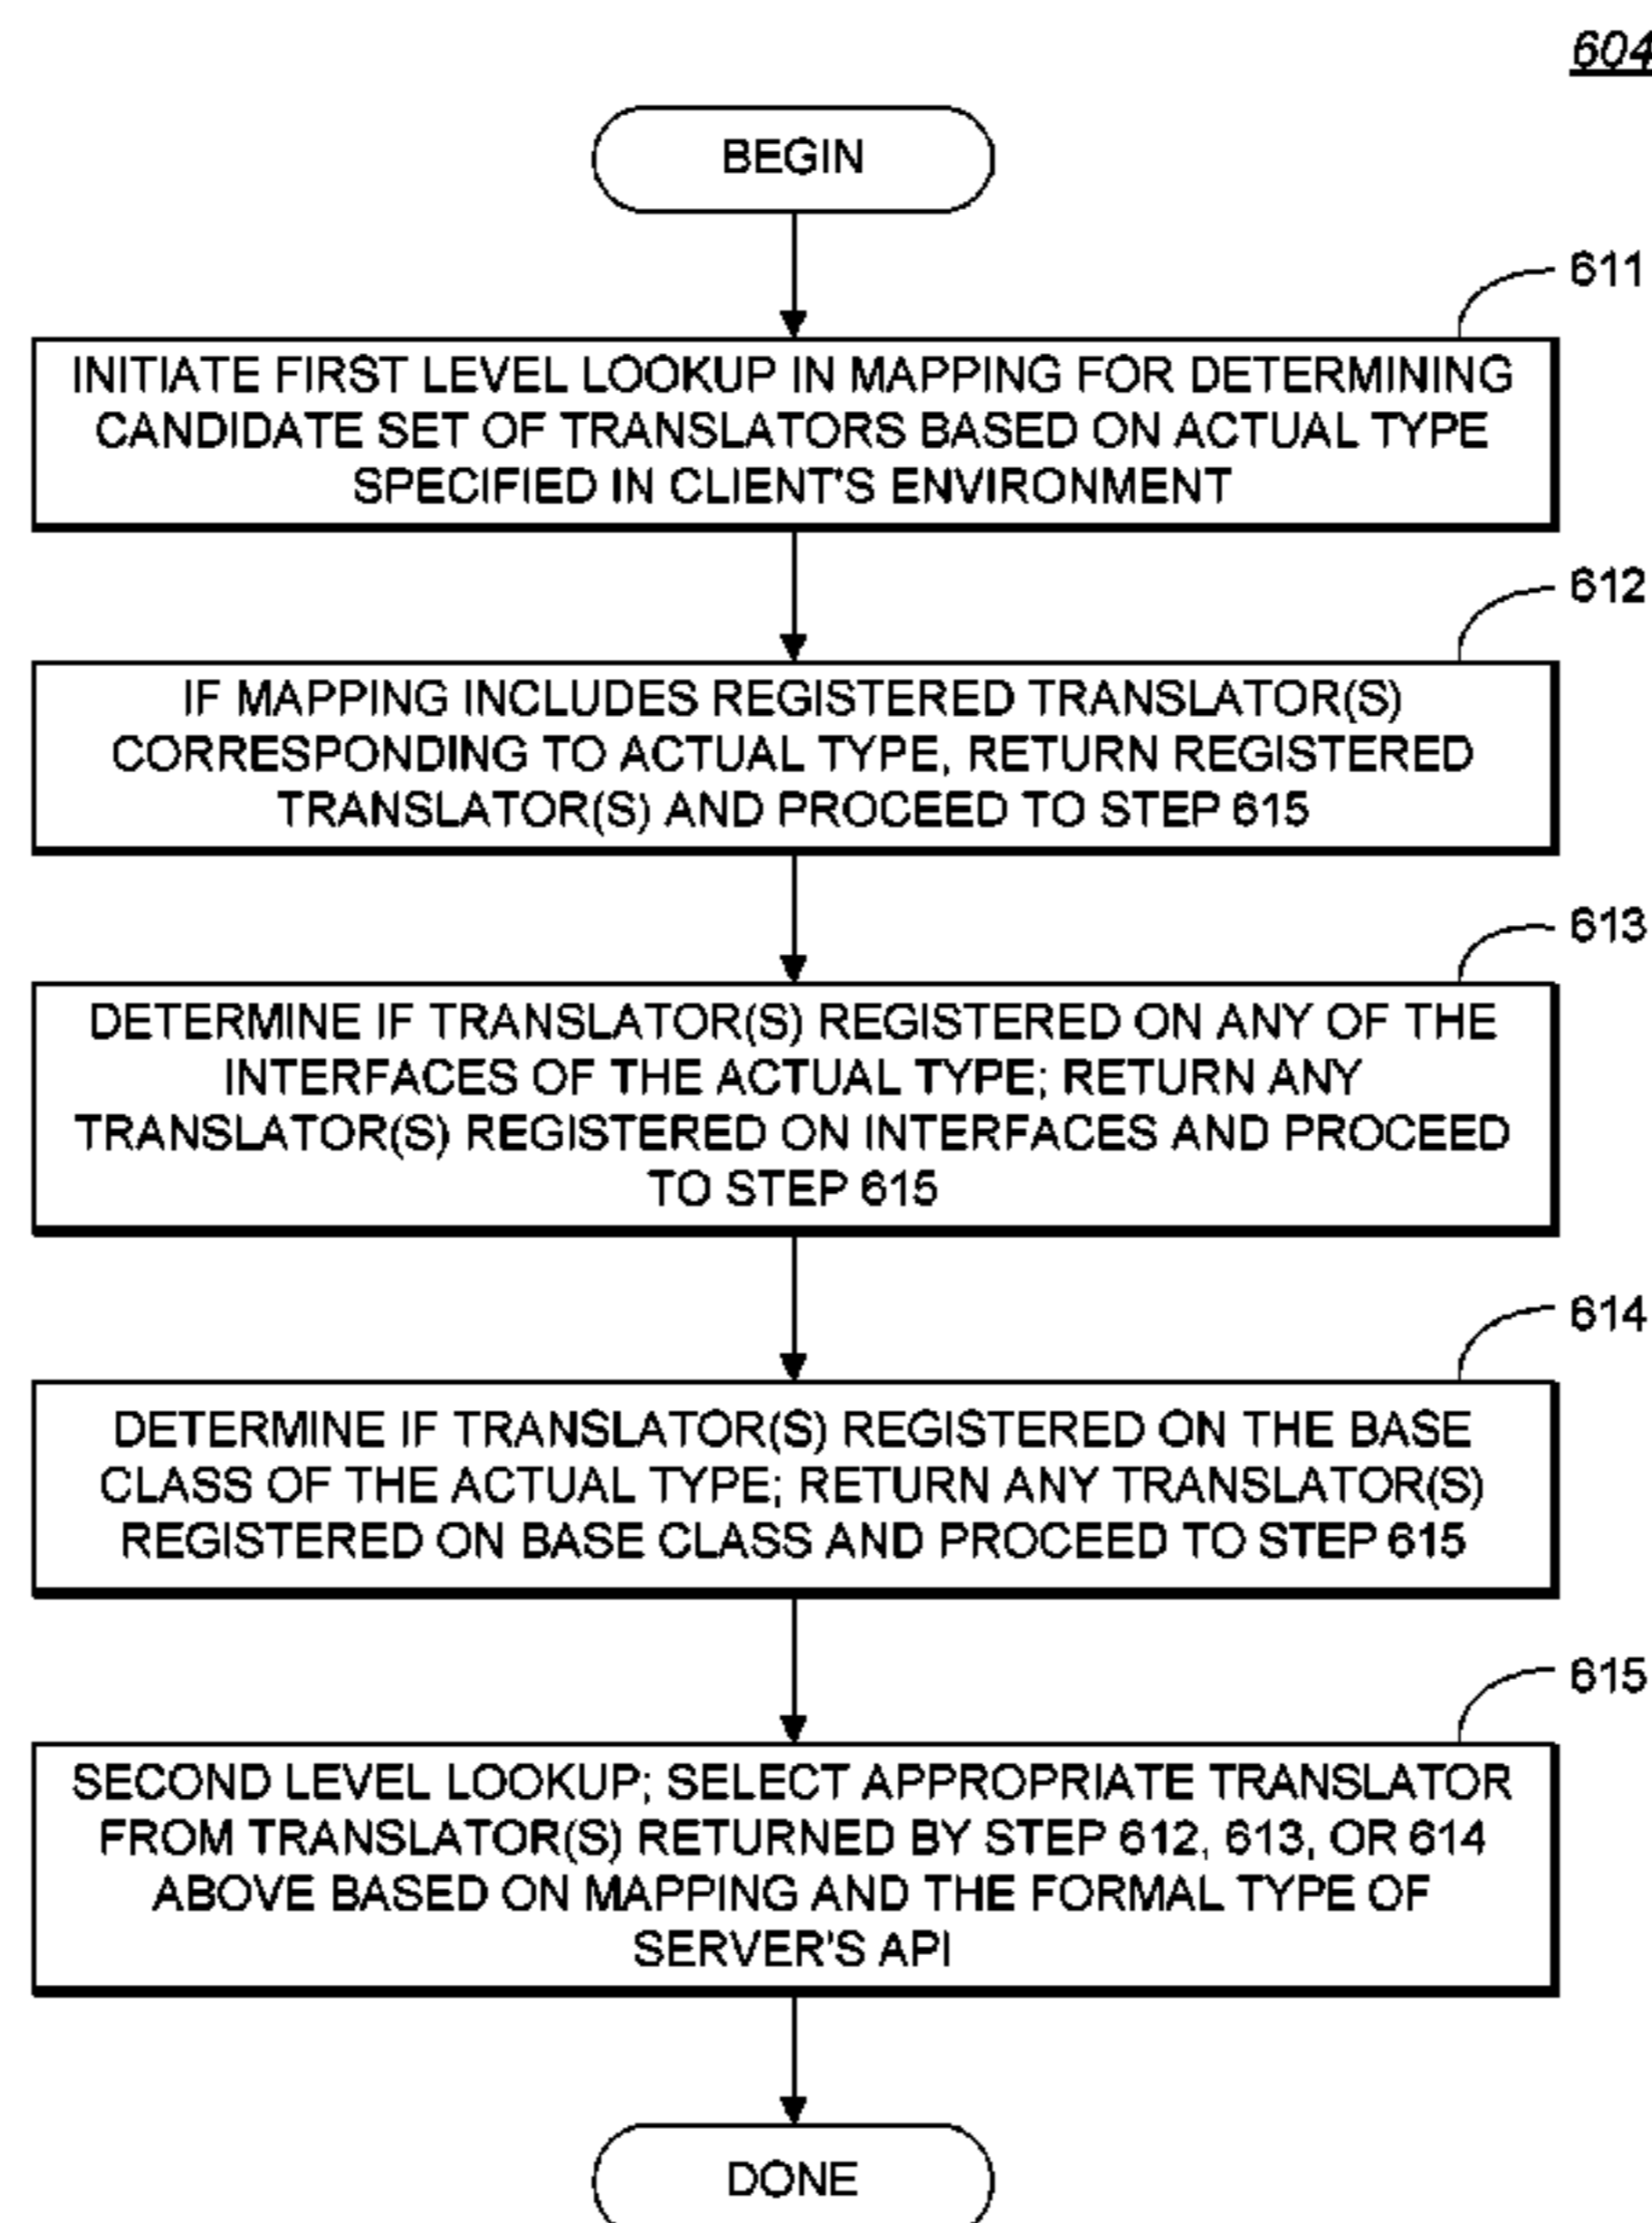 604
BEGIN
611
INITIATE FIRST LEVEL LOOKUP IN MAPPING FOR DETERMINING
CANDIDATE SET OF TRANSLATORS BASED ON ACTUAL TYPE
SPECIFIED IN CLIENT'S ENVIRONMENT
612
IF MAPPING INCLUDES REGISTERED TRANSLATOR(S)
CORRESPONDING TO ACTUAL TYPE, RETURN REGISTERED
TRANSLATOR(S) AND PROCEED TO STEP 615
613
DETERMINE IF TRANSLATOR(S) REGISTERED ON ANY OF THE
INTERFACES OF THE ACTUAL TYPE; RETURN ANY
TRANSLATOR(S) REGISTERED ON INTERFACES AND PROCEED
TO STEP 615
614
DETERMINE IF TRANSLATOR(S) REGISTERED ON THE BASE
CLASS OF THE ACTUAL TYPE; RETURN ANY TRANSLATOR(S)
REGISTERED ON BASE CLASS AND PROCEED TO STEP 615
615
SECOND LEVEL LOOKUP; SELECT APPROPRIATE TRANSLATOR
FROM TRANSLATOR(S) RETURNED BY STEP 612, 613, OR 614
ABOVE BASED ON MAPPING AND THE FORMAL TYPE OF
SERVER'S API
DONE